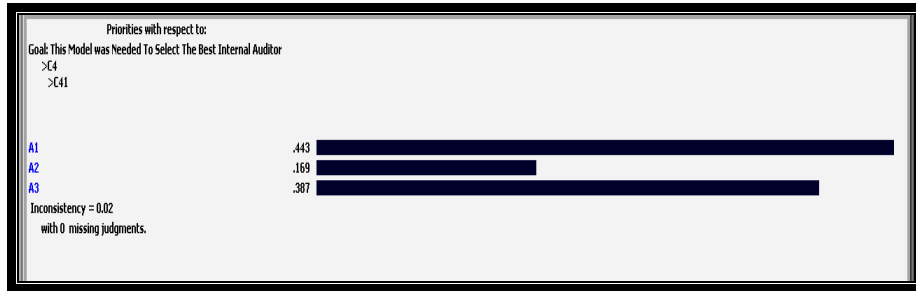 Priorities with respect to:
Goal: This Model was Needed To Select The Best Internal Auditor
>C4
>C41
A1 .443
A2 .169
A3 .387
Inconsistency = 0.02
with 0 missing judgments.